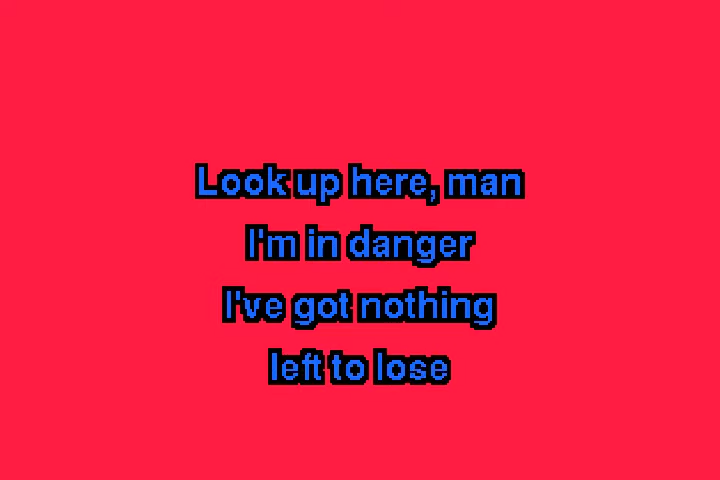 Look up here, man
I'm in danger
I've got nothing
left to lose